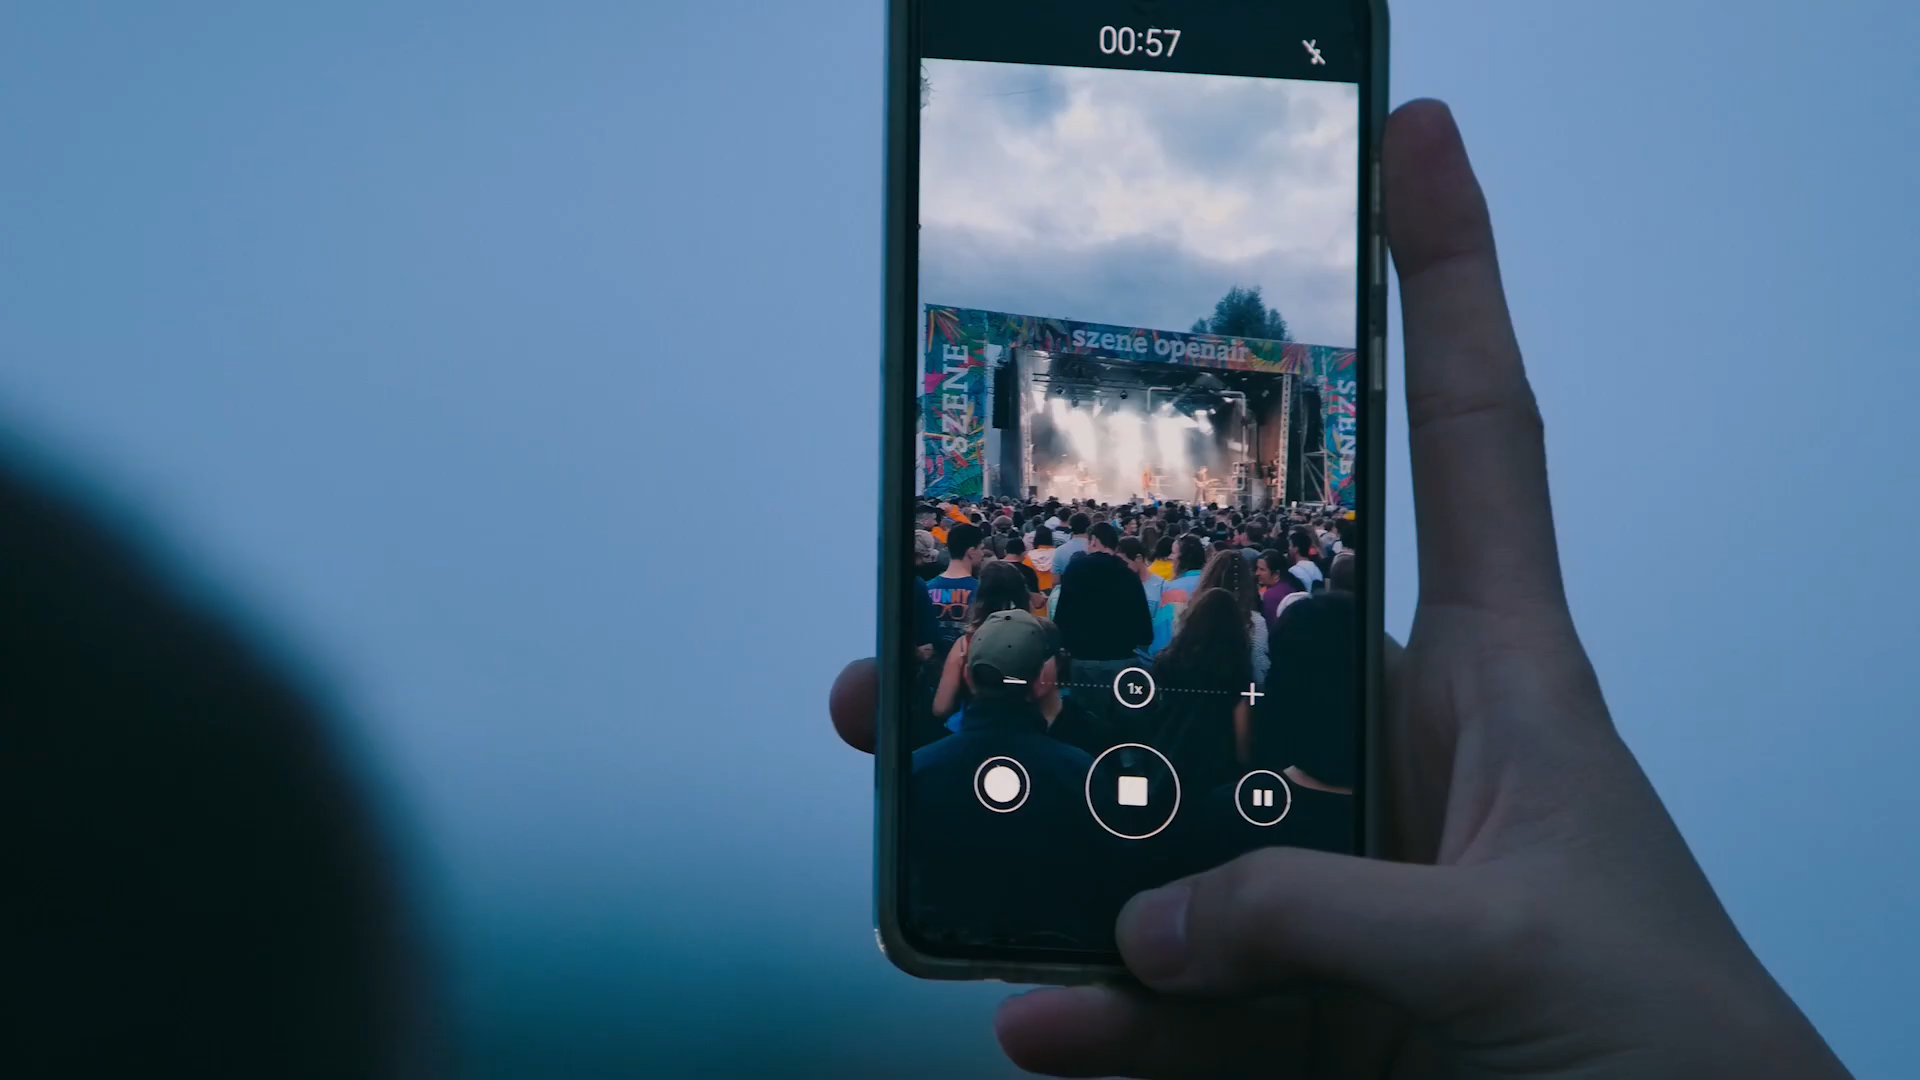 00:57
szene openair
SZENE
SZENE
FUNNY
1x